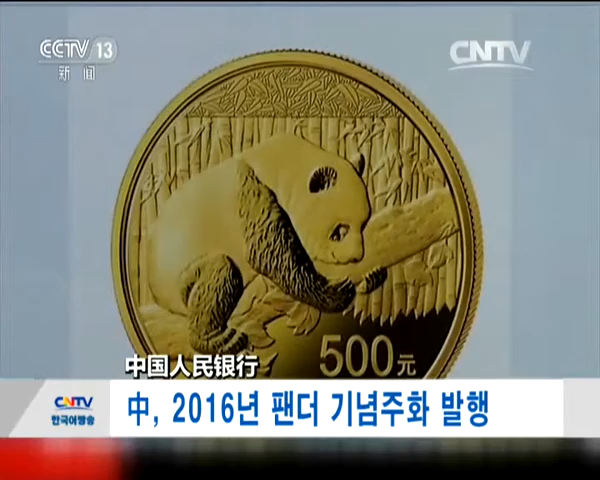 CCTV 13
新闻
CNTV
500元
中国人民银行
CNTV
한국어방송
中, 2016년 팬더 기념주화 발행